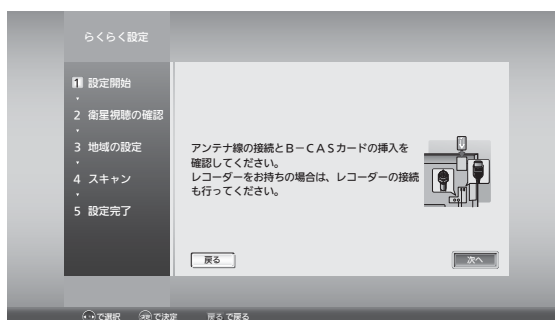 らくらく設定
1 設定開始
2 衛星視聴の確認
3 地域の設定
4 スキャン
5 設定完了
アンテナ線の接続とB－CASカードの挿入を
確認してください。
レコーダーをお持ちの場合は、レコーダーの接続
も行ってください。
戻る
次へ
で選択 決定 で決定 戻る で戻る